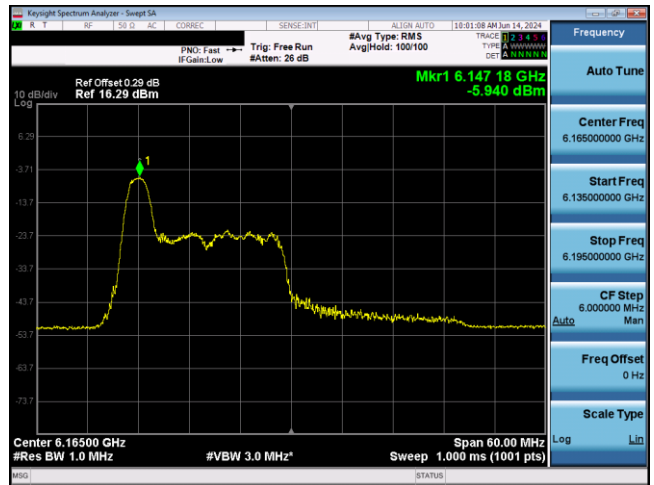 Keysight Spectrum Analyzer - Swept SA
R T RF 50 Ω AC CORREC SENSE:INT ALIGN AUTO 10:01:08 AM Jun 14, 2024
PNO: Fast
IFGain:Low
Trig: Free Run
#Atten: 26 dB
#Avg Type: RMS
Avg|Hold: 100/100
TRACE 1 2 3 4 5 6
TYPE A WWWWW
DET A N N N N N
Ref Offset 0.29 dB
10 dB/div Ref 16.29 dBm
Log
Mkr1 6.147 18 GHz
-5.940 dBm
1
6.29
-3.71
-13.7
-23.7
-33.7
-43.7
-53.7
-63.7
-73.7
Center 6.16500 GHz Span 60.00 MHz
#Res BW 1.0 MHz #VBW 3.0 MHz* Sweep 1.000 ms (1001 pts)
MSG STATUS
Frequency
Auto Tune
Center Freq
6.165000000 GHz
Start Freq
6.135000000 GHz
Stop Freq
6.195000000 GHz
CF Step
6.000000 MHz
Auto Man
Freq Offset
0 Hz
Scale Type
Log Lin